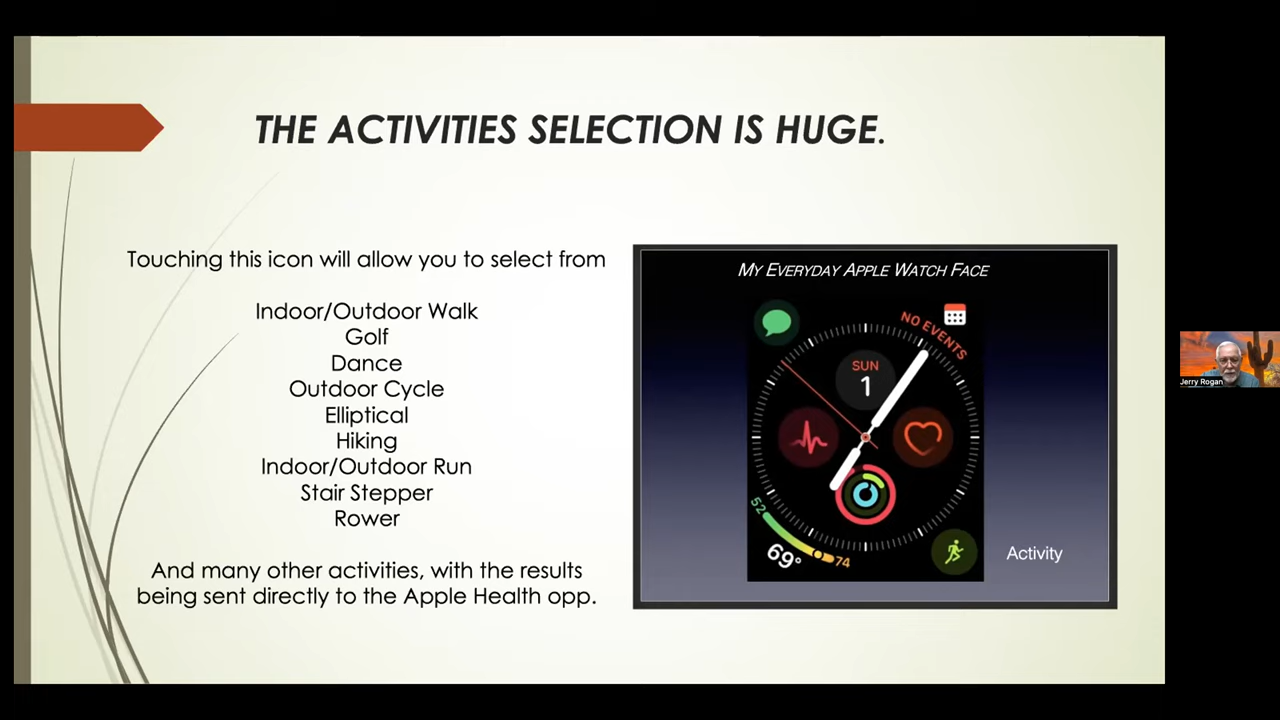 THE ACTIVITIES SELECTION IS HUGE.
Touching this icon will allow you to select from
Indoor/Outdoor Walk
Golf
Dance
Outdoor Cycle
Elliptical
Hiking
Indoor/Outdoor Run
Stair Stepper
Rower
And many other activities, with the results
being sent directly to the Apple Health opp.
MY EVERYDAY APPLE WATCH FACE
NO EVENTS
SUN
1
52
69°
74
Activity
Jerry Rogan